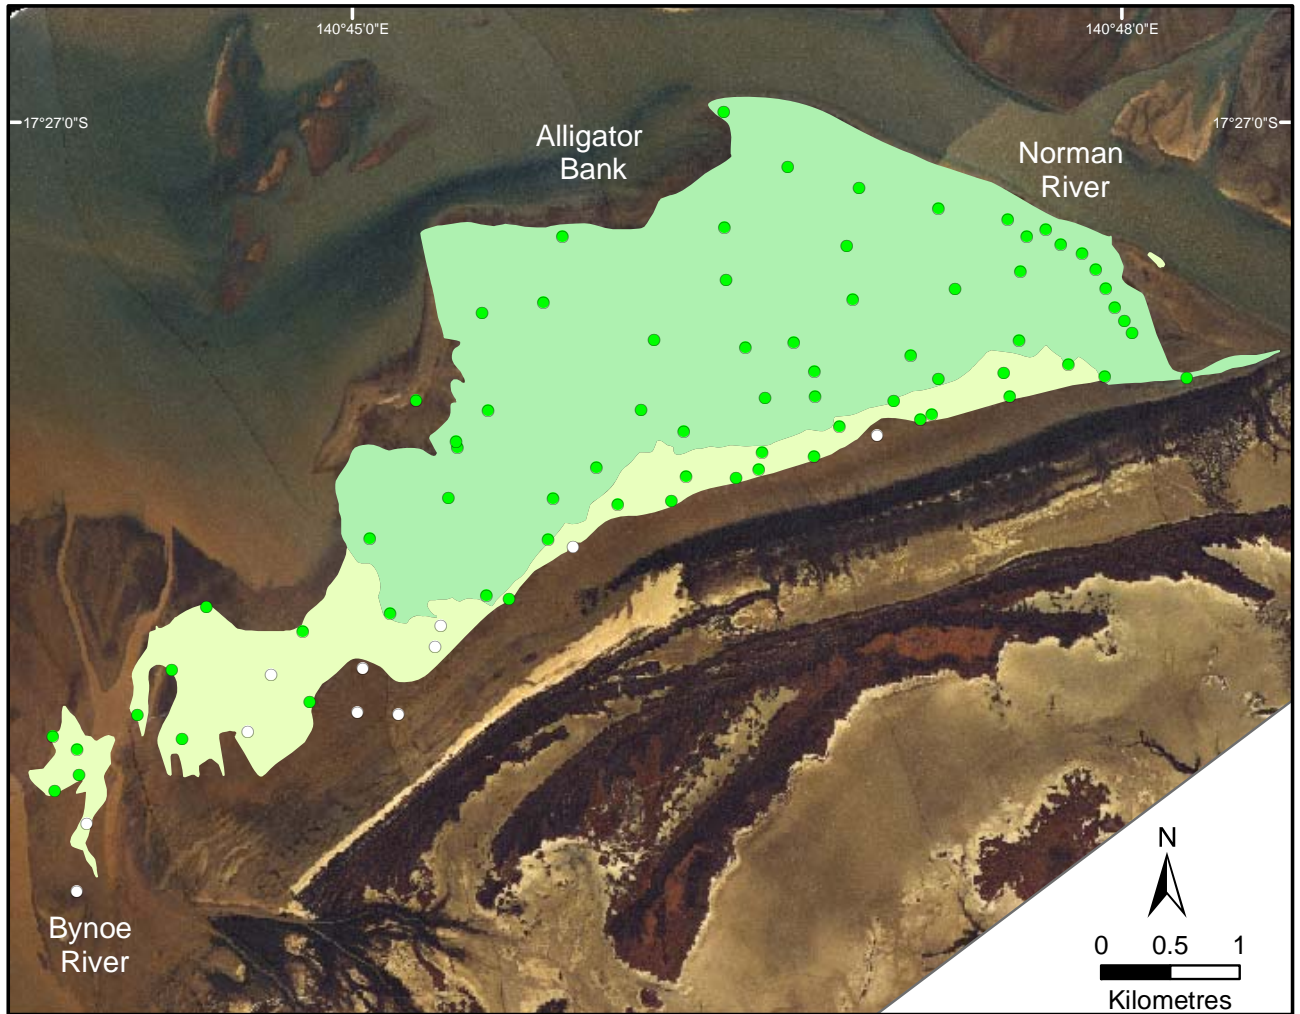 140°45'0"E
140°48'0"E
17°27'0"S
17°27'0"S
Alligator
Bank
Norman
River
N
0 0.5 1
Kilometres
Bynoe
River